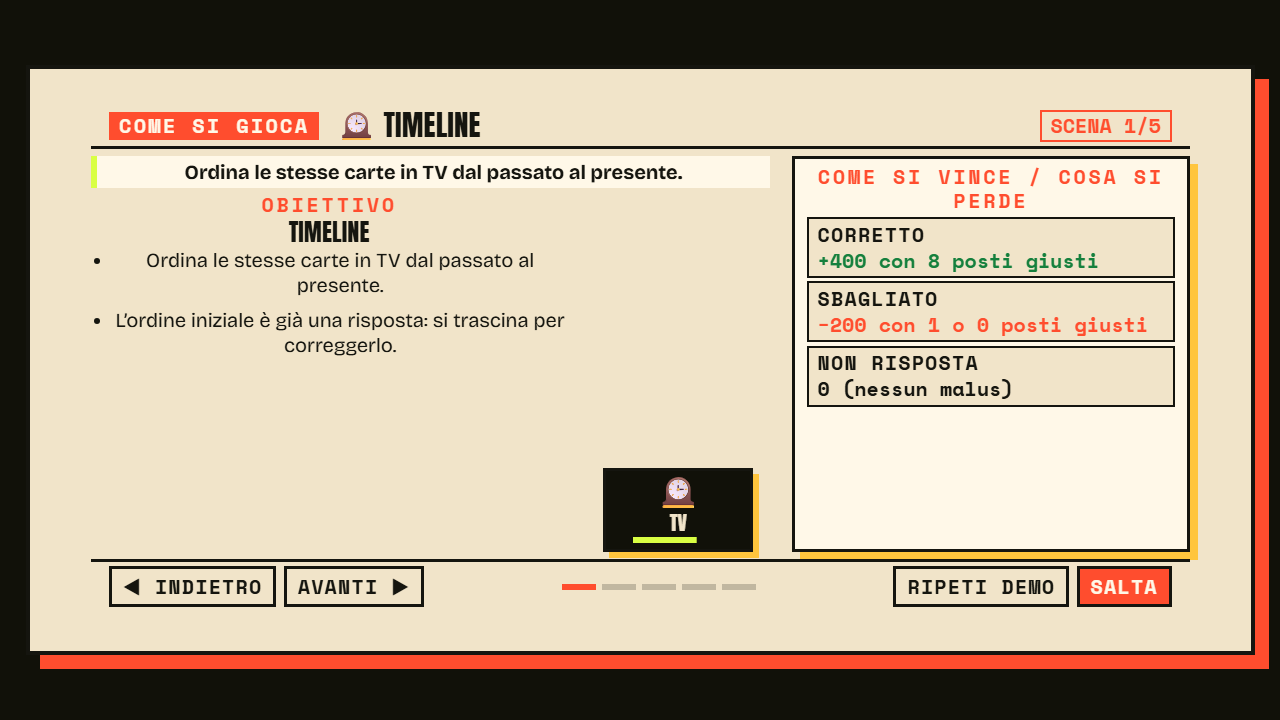 COME SI GIOCA
TIMELINE
SCENA 1/5
Ordina le stesse carte in TV dal passato al presente.
OBIETTIVO
TIMELINE
• Ordina le stesse carte in TV dal passato al
presente.
• L’ordine iniziale è già una risposta: si trascina per
correggerlo.
TV
COME SI VINCE / COSA SI
PERDE
CORRETTO
+400 con 8 posti giusti
SBAGLIATO
-200 con 1 o 0 posti giusti
NON RISPOSTA
0 (nessun malus)
◀ INDIETRO
AVANTI ▶
RIPETI DEMO
SALTA